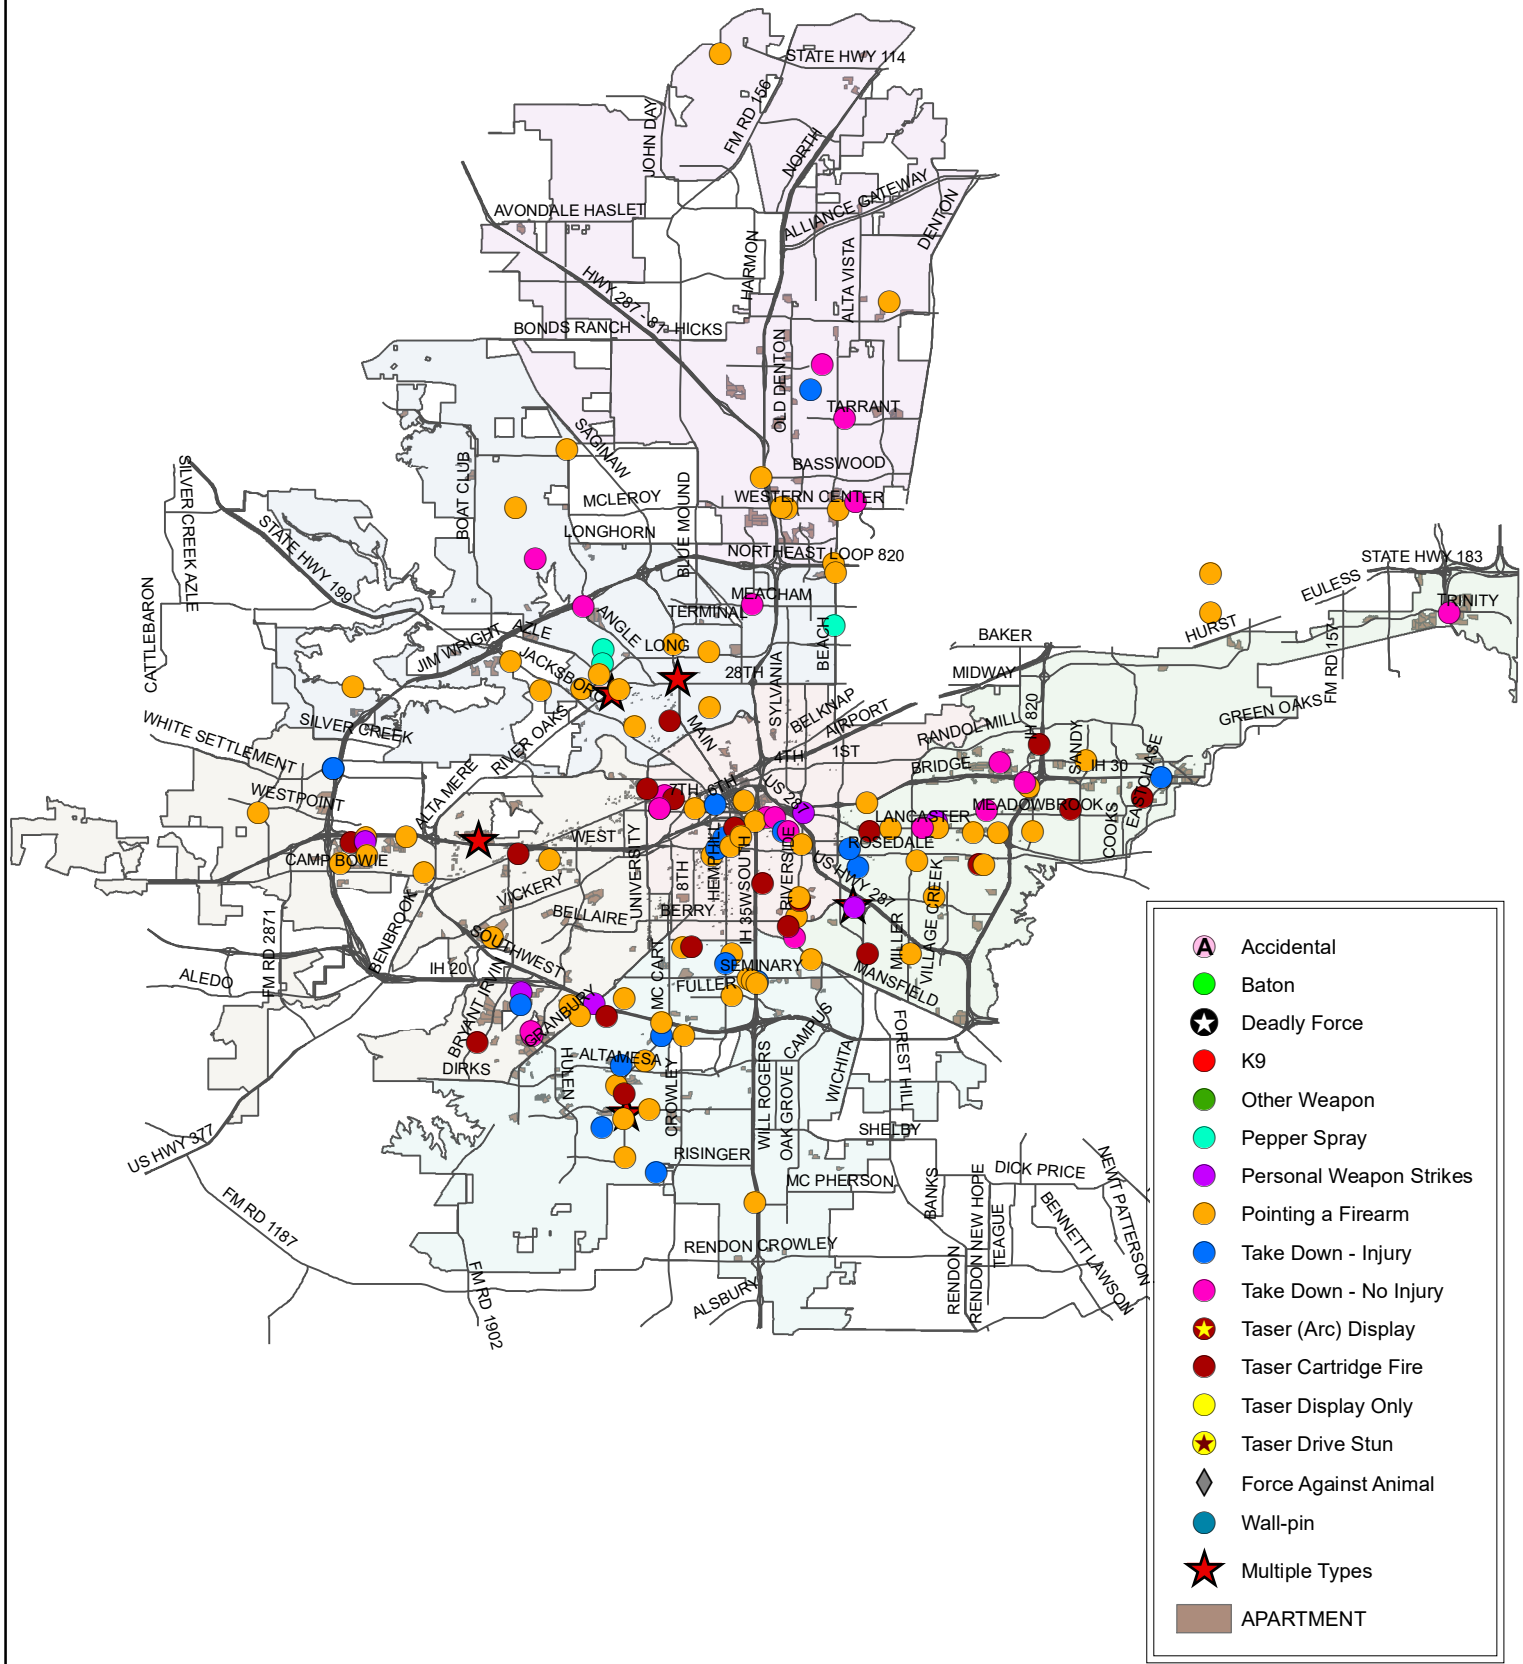 STATE HWY 114
FM RD 156
JOHN DAY
NORTH
ALLIANCE GATEWAY
DENTON
AVONDALE HASLET
HARMON
ALTA VISTA
HWY 287 - 81
BONDS RANCH
HICKS
OLD DENTON
TARRANT
SAGINAW
BASSWOOD
BOAT CLUB
MCLEROY
BLUE MOUND
WESTERN CENTER
SILVER CREEK AZLE
STATE HWY 199
LONGHORN
NORTHEAST LOOP 820
STATE HWY 183
EULESS
CATTLEBARON
MEACHAM
TERMINAL
TRINITY
ANGLE
AZLE
JIM WRIGHT
LONG
BEACH
BAKER
HURST
FM RD 157
JACKSBORO
28TH
MIDWAY
SYLVANIA
SILVER CREEK
WHITE SETTLEMENT
RIVER OAKS
MAIN
BELKNAP
AIRPORT
RANDOL MILL
IH 820
SANDY
GREEN OAKS
4TH
1ST
BRIDGE
IH 30
EASTCHASE
WESTPOINT
ALTA MERE
7TH
6TH
US 287
MEADOWBROOK
LANCASTER
COOKS
CAMP BOWIE
WEST
UNIVERSITY
HEMPHILL
ROSEDALE
RIVERSIDE
US HWY 287
VICKERY
8TH
IH 35W SOUTH
BELLAIRE
BERRY
MILLER
VILLAGE CREEK
FM RD 2871
BENBROOK
SOUTHWEST
MC CART
SEMINARY
MANSFIELD
ALEDO
IH 20
BRYANT IRVIN
FULLER
GRANBURY
CAMPUS
FOREST HILL
DIRKS
HULEN
ALTAMESA
CROWLEY
WILL ROGERS
OAK GROVE
WICHITA
US HWY 377
SHELBY
RISINGER
MC PHERSON
BANKS
RENDON NEW HOPE
DICK PRICE
NEWT PATTERSON
FM RD 1187
TEAGUE
BENNETT LAWSON
RENDON CROWLEY
RENDON
FM RD 1902
ALSBURY
A Accidental
Baton
Deadly Force
K9
Other Weapon
Pepper Spray
Personal Weapon Strikes
Pointing a Firearm
Take Down - Injury
Take Down - No Injury
Taser (Arc) Display
Taser Cartridge Fire
Taser Display Only
Taser Drive Stun
Force Against Animal
Wall-pin
Multiple Types
APARTMENT